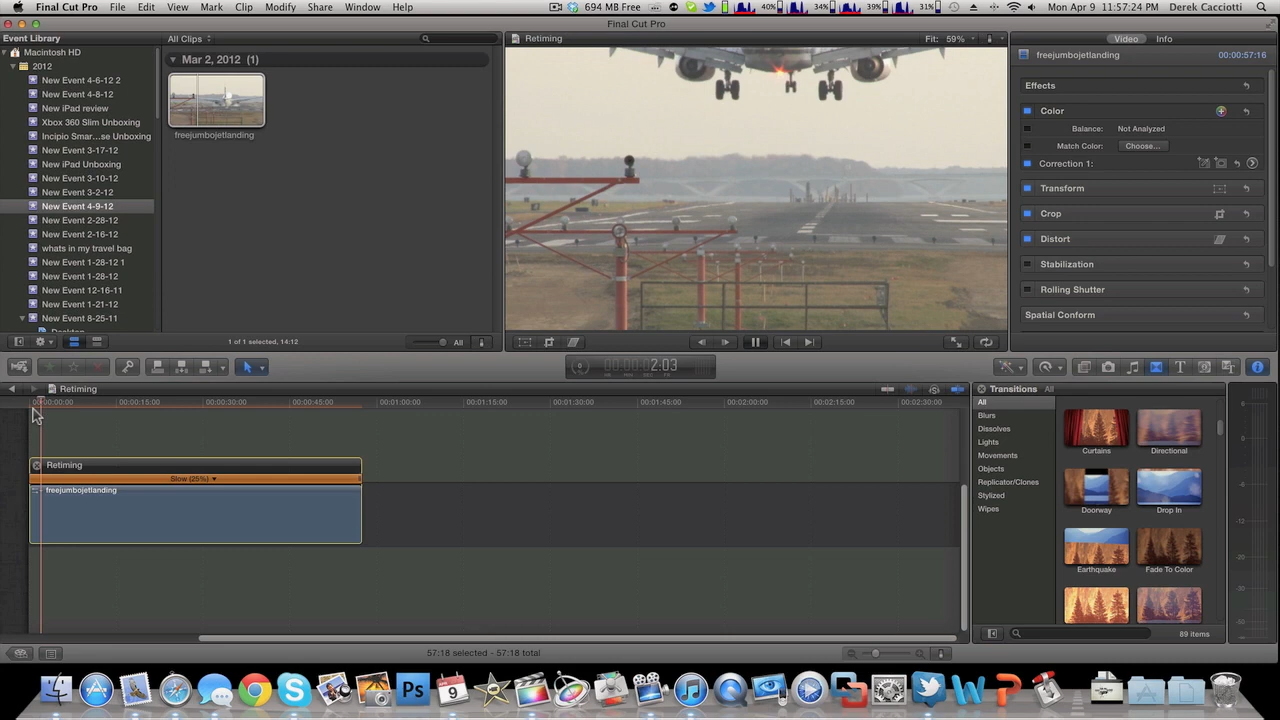 Final Cut Pro File Edit View Mark Clip Modify Share Window Help 694 MB Free 40% 34% 39% 31% Mon Apr 9 11:57:24 Derek Cacciotti
Final Cut Pro
Event Library
Macintosh HD
2012
New Event 4-6-12 2
New Event 4-8-12
New iPad review
Xbox 360 Slim Unboxing
Incipio Smar...se Unboxing
New Event 3-17-12
New iPad Unboxing
New Event 3-10-12
New Event 3-2-12
New Event 4-9-12
New Event 2-28-12
New Event 2-16-12
whats in my travel bag
New Event 1-28-12 1
New Event 1-28-12
New Event 12-16-11
New Event 1-21-12
New Event 8-25-11
Desktop
All Clips
Mar 2, 2012 (1)
freejumbojetlanding
1 of 1 selected, 14:12
All
Retiming
Fit: 59%
Video Info
freejumbojetlanding 00:00:57:16
Effects
Color
Balance: Not Analyzed
Match Color: Choose...
Correction 1:
Transform
Crop
Distort
Stabilization
Rolling Shutter
Spatial Conform
2:03
Retiming
00:00:00:00 00:00:15:00 00:00:30:00 00:00:45:00 00:01:00:00 00:01:15:00 00:01:30:00 00:01:45:00 00:02:00:00 00:02:15:00 00:02:30:00
Retiming
Slow (25%)
freejumbojetlanding
57:18 selected - 57:18 total
Transitions All
All
Blurs
Dissolves
Lights
Movements
Objects
Replicator/Clones
Stylized
Wipes
Curtains Directional
Doorway Drop In
Earthquake Fade To Color
89 items
Ps
9